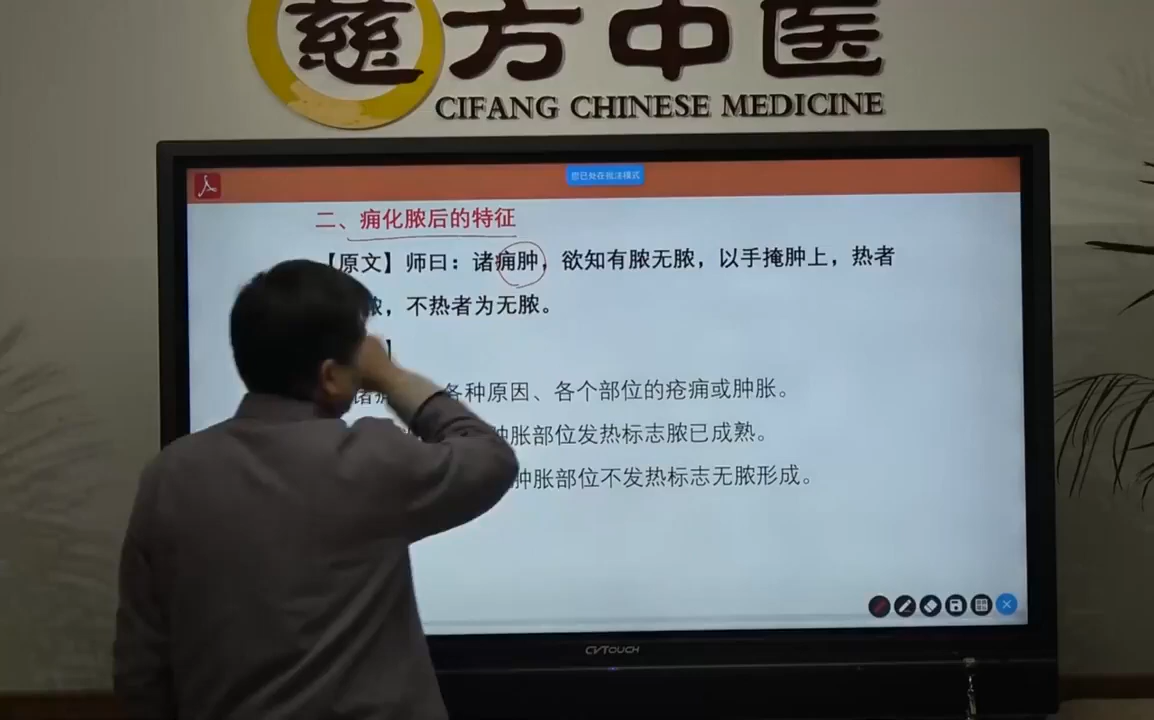 慈方中医
CIFANG CHINESE MEDICINE
您已处在批注模式
二、痈化脓后的特征
【原文】师曰：诸痈肿，欲知有脓无脓，以手掩肿上，热者
脓，不热者为无脓。
】
诸痈 各种原因、各个部位的疮痈或肿胀。
肿胀部位发热标志脓已成熟。
肿胀部位不发热标志无脓形成。
CVTOUCH